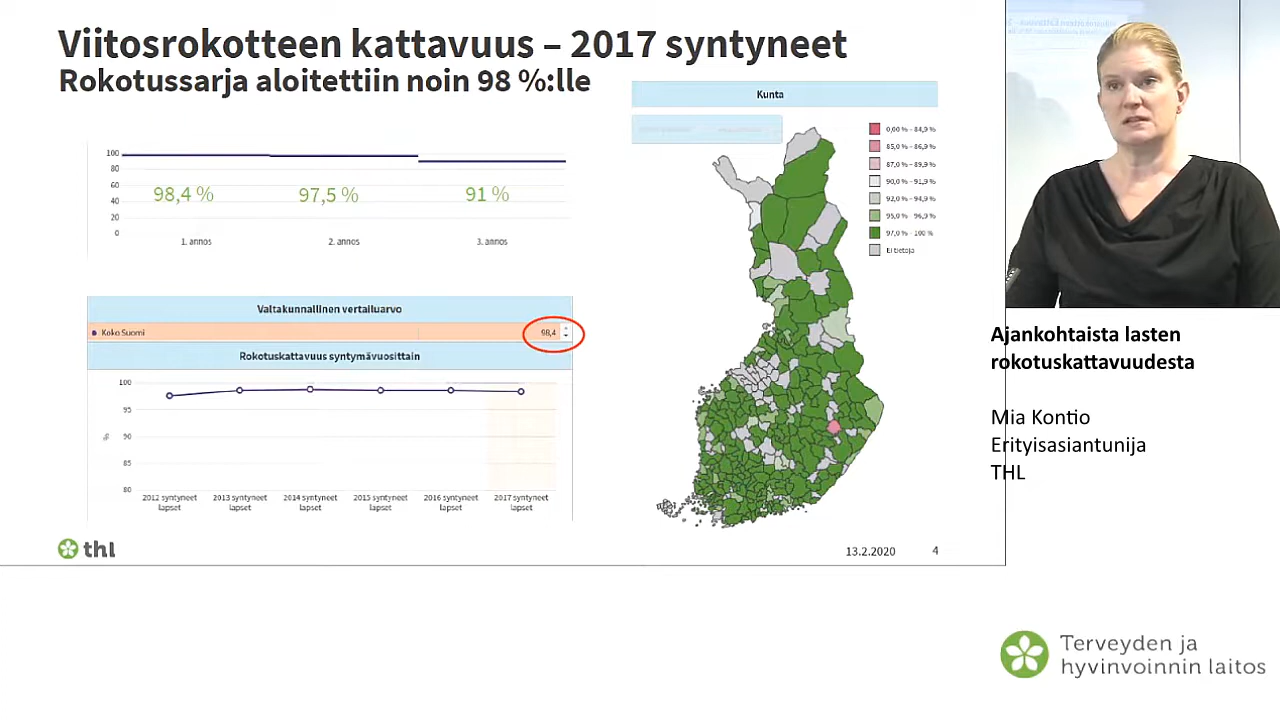 Viitosrokotteen kattavuus – 2017 syntyneet
Rokotussarja aloitettiin noin 98 %:lle
100
80
60
40
20
0
98,4 %
97,5 %
91 %
1. annos
2. annos
3. annos
Valtakunnallinen vertailuarvo
Koko Suomi
98,4
Rokotuskattavuus syntymävuosittain
100
95
90
85
80
%
2012 syntyneet lapset
2013 syntyneet lapset
2014 syntyneet lapset
2015 syntyneet lapset
2016 syntyneet lapset
2017 syntyneet lapset
Kunta
0,00 % - 84,9 %
85,0 % - 86,9 %
87,0 % - 89,9 %
90,0 % - 91,9 %
92,0 % - 94,9 %
95,0 % - 96,9 %
97,0 % - 100 %
Ei tietoja
thl
13.2.2020
4
Ajankohtaista lasten
rokotuskattavuudesta
Mia Kontio
Erityisasiantunija
THL
Terveyden ja
hyvinvoinnin laitos